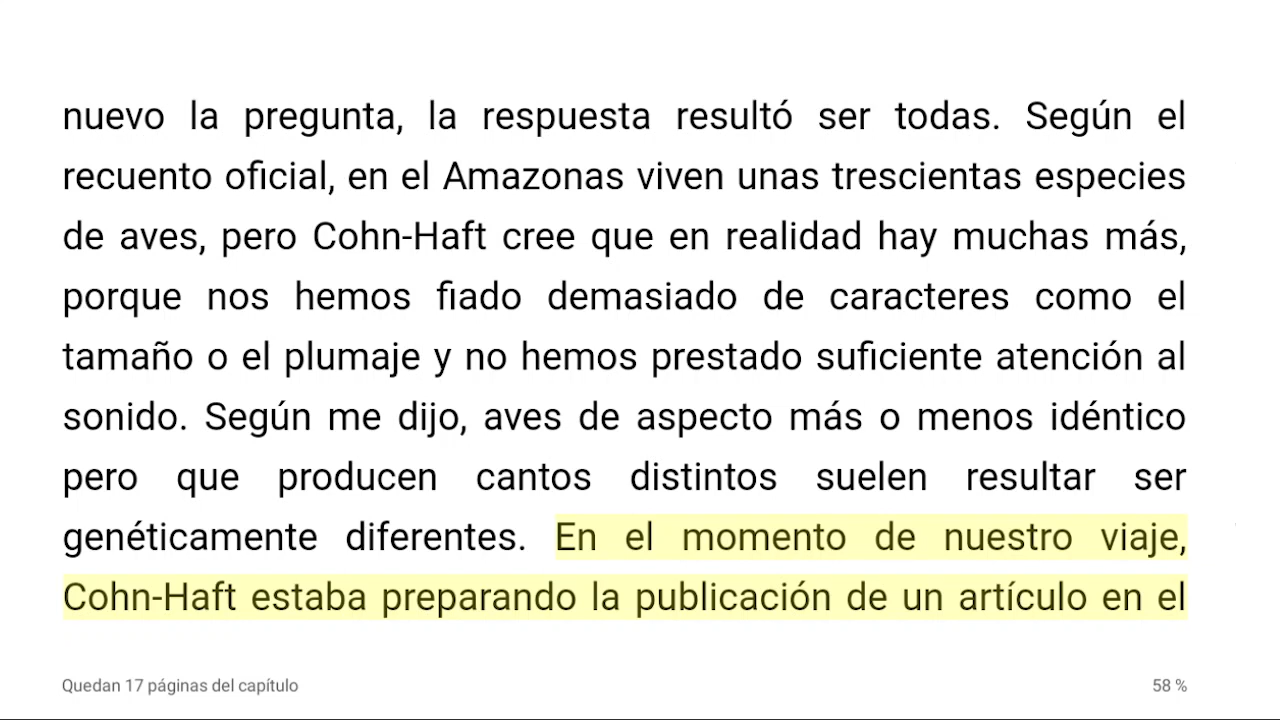 nuevo la pregunta, la respuesta resultó ser todas. Según el
recuento oficial, en el Amazonas viven unas trescientas especies
de aves, pero Cohn-Haft cree que en realidad hay muchas más,
porque nos hemos fiado demasiado de caracteres como el
tamaño o el plumaje y no hemos prestado suficiente atención al
sonido. Según me dijo, aves de aspecto más o menos idéntico
pero que producen cantos distintos suelen resultar ser
genéticamente diferentes. En el momento de nuestro viaje,
Cohn-Haft estaba preparando la publicación de un artículo en el
Quedan 17 páginas del capítulo
58 %